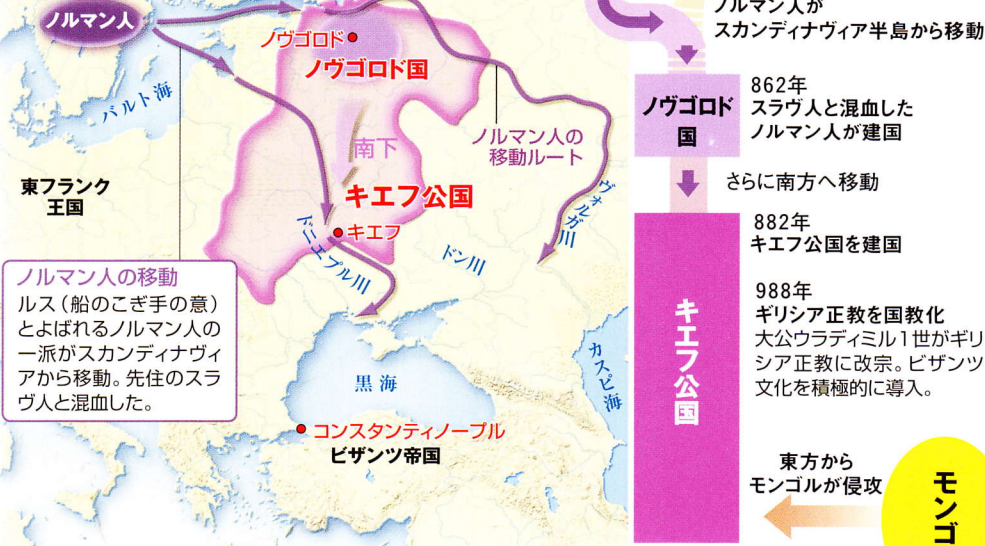 ノルマン人
ノヴゴロド
ノヴゴロド国
バルト海
南下
ノルマン人の
移動ルート
東フランク
王国
キエフ公国
キエフ
ドニエプル川
ドン川
ヴォルガ川
ノルマン人の移動
ルス（船のこぎ手の意）
とよばれるノルマン人の
一派がスカンディナヴィ
アから移動。先住のスラ
ヴ人と混血した。
黒海
カスピ海
コンスタンティノープル
ビザンツ帝国
ノルマン人が
スカンディナヴィア半島から移動
ノヴゴロド
国
862年
スラヴ人と混血した
ノルマン人が建国
さらに南方へ移動
882年
キエフ公国を建国
キエフ公国
988年
ギリシア正教を国教化
大公ウラディミル1世がギリ
シア正教に改宗。ビザンツ
文化を積極的に導入。
東方から
モンゴルが侵攻
モンゴ